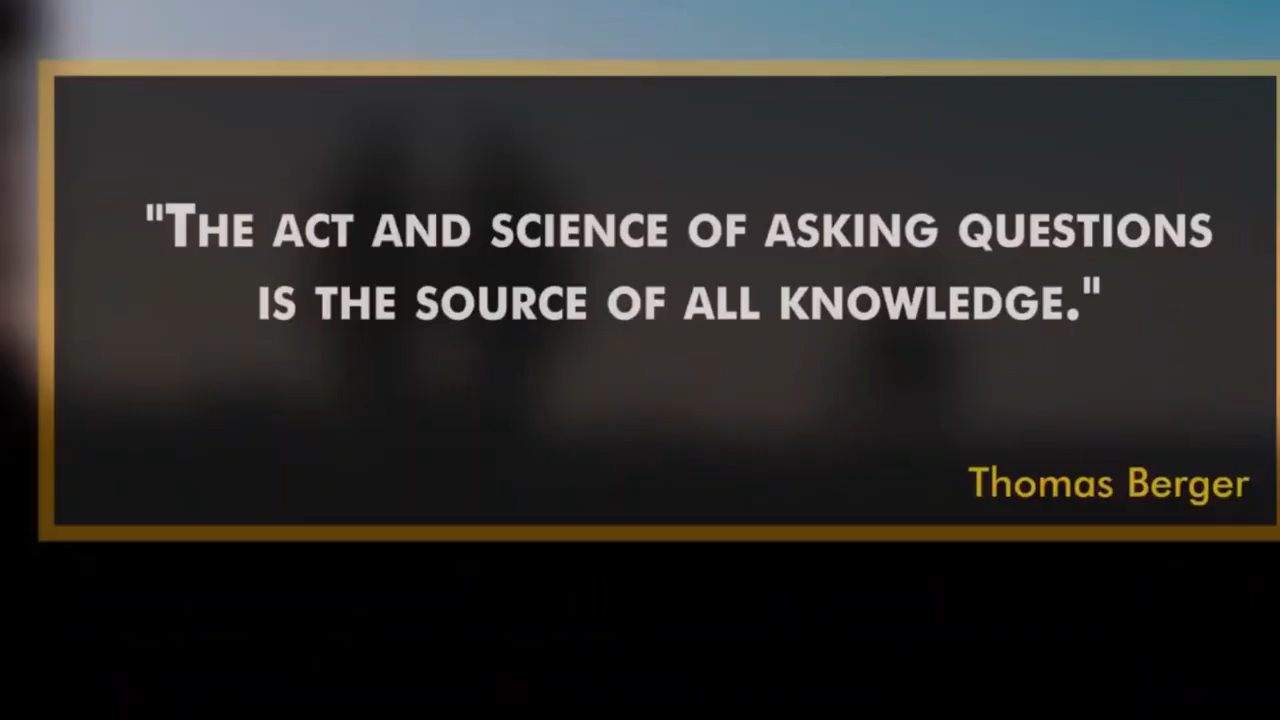 "The act and science of asking questions
is the source of all knowledge."
Thomas Berger